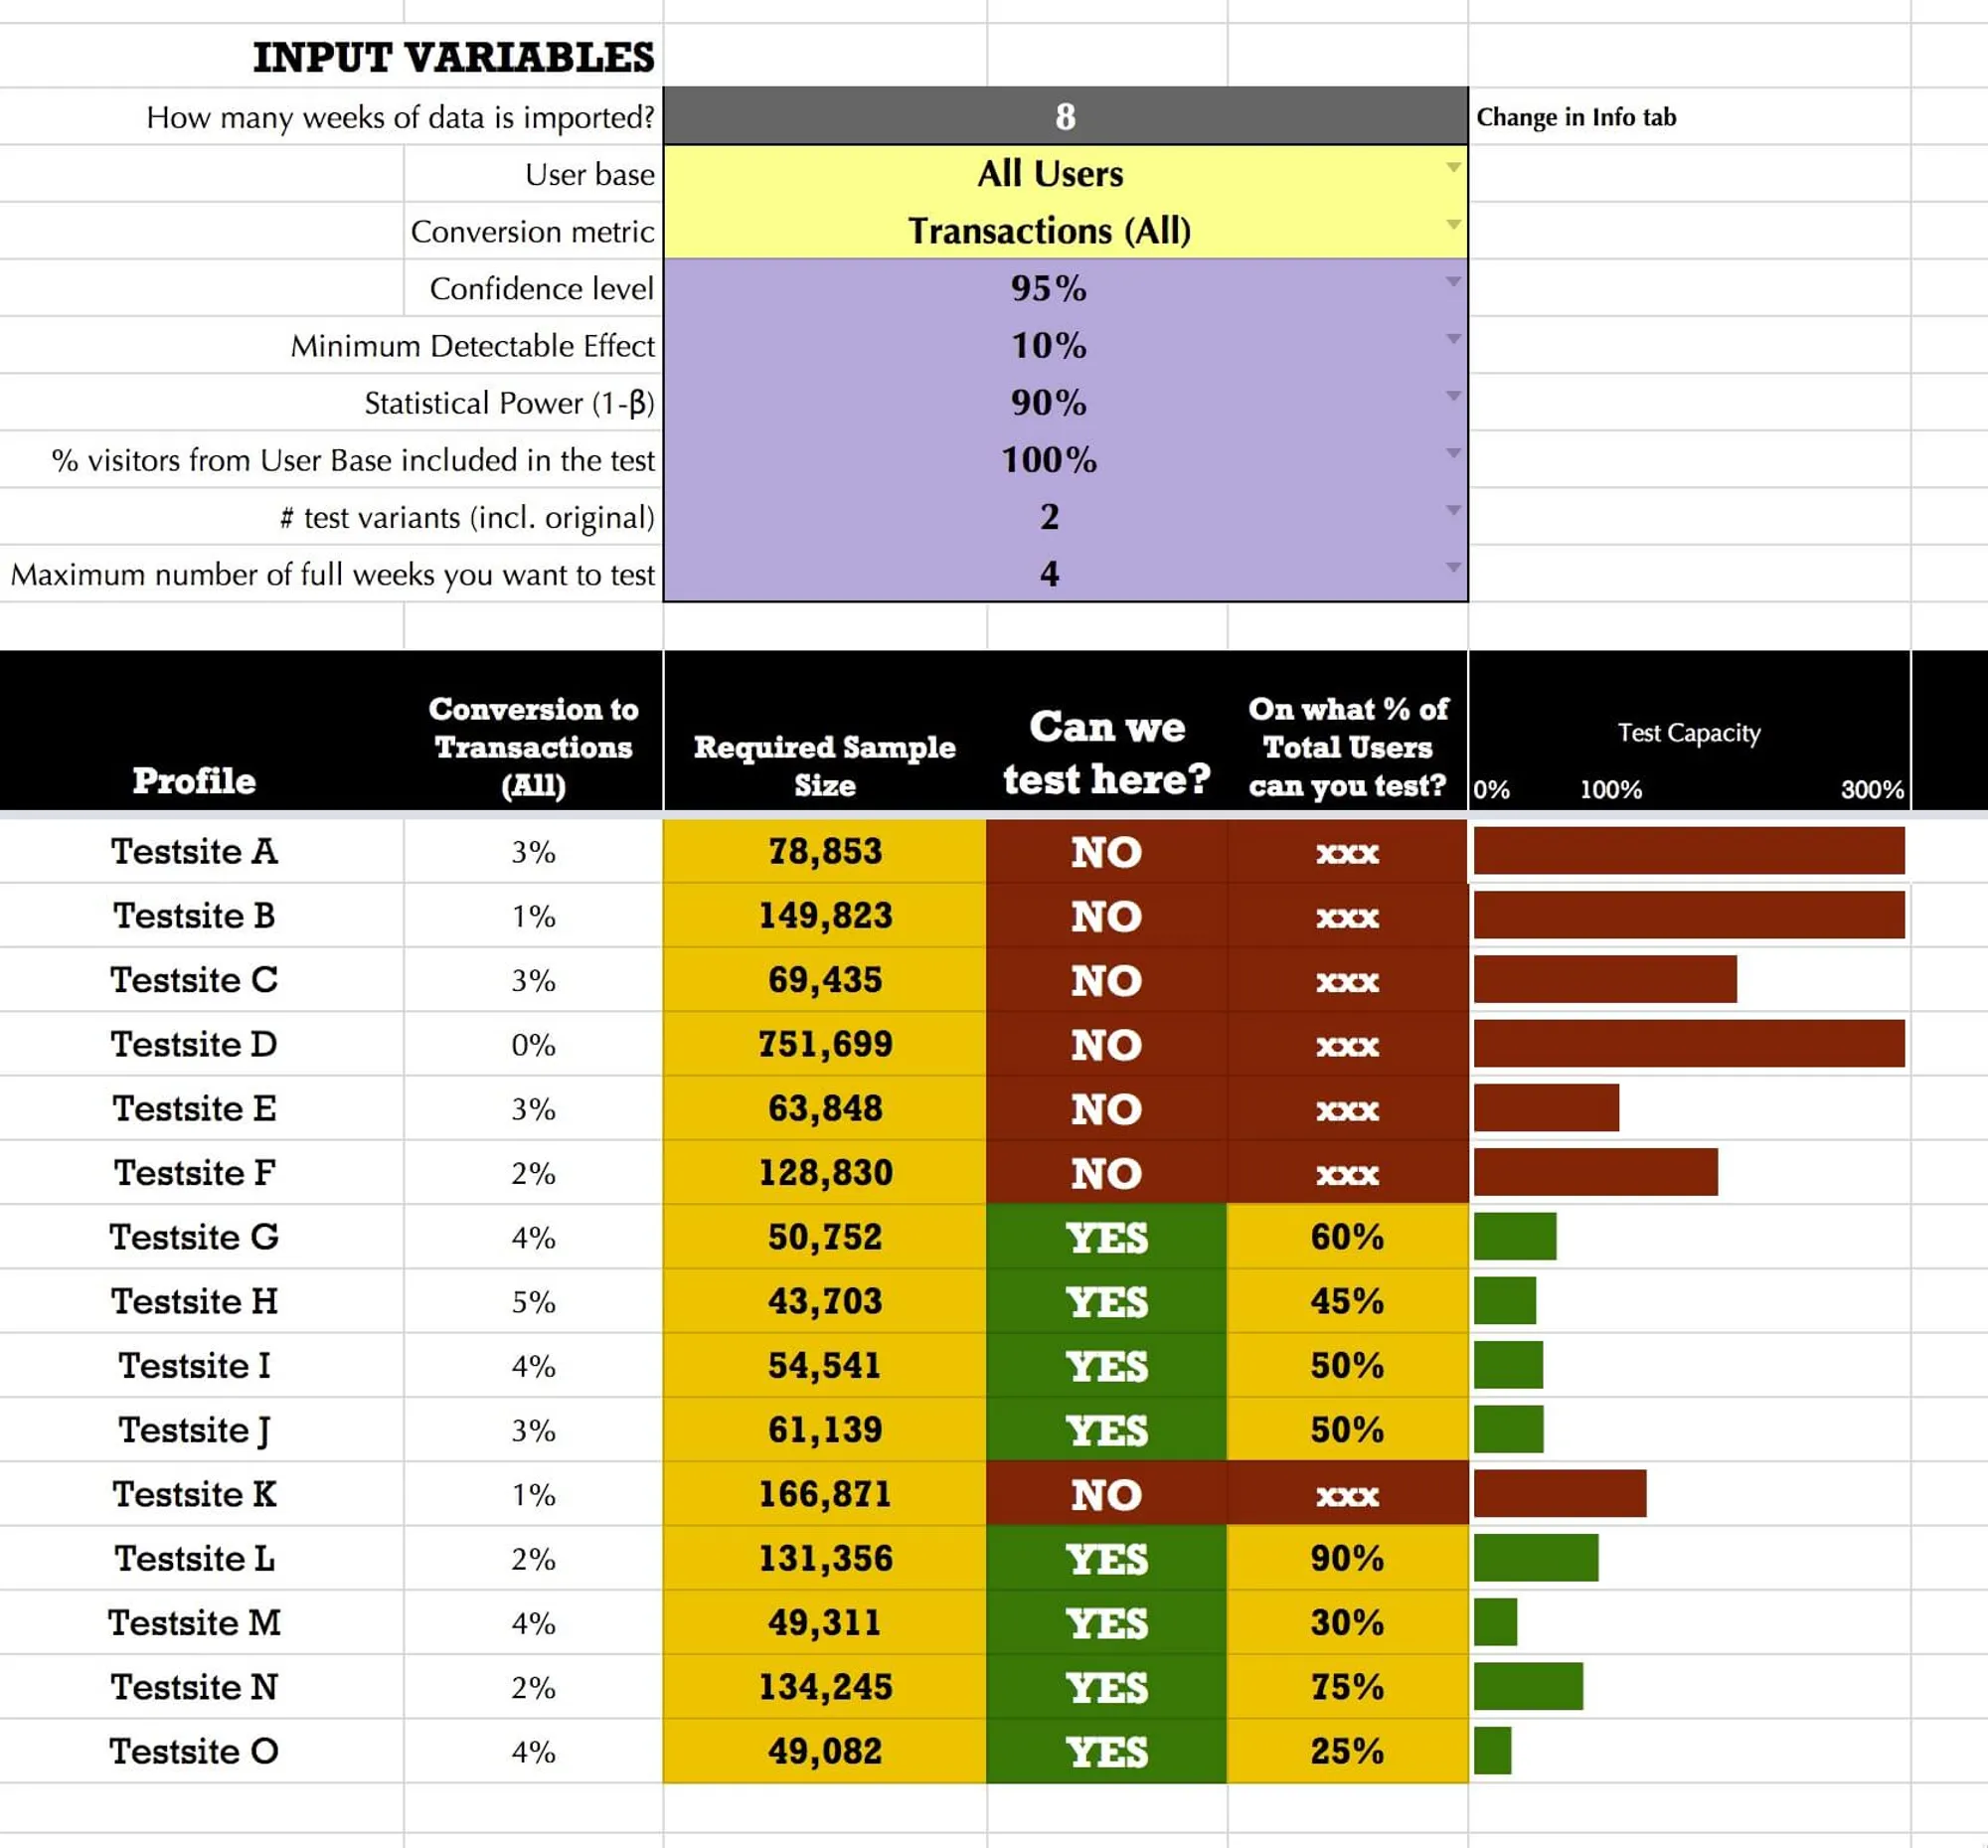 INPUT VARIABLES
How many weeks of data is imported? 8 Change in Info tab
User base All Users
Conversion metric Transactions (All)
Confidence level 95%
Minimum Detectable Effect 10%
Statistical Power (1-β) 90%
% visitors from User Base included in the test 100%
# test variants (incl. original) 2
Maximum number of full weeks you want to test 4
Profile
Conversion to
Transactions
(All)
Required Sample
Size
Can we
test here?
On what % of
Total Users
can you test?
Test Capacity
0% 100% 300%
Testsite A 3% 78,853 NO xxx
Testsite B 1% 149,823 NO xxx
Testsite C 3% 69,435 NO xxx
Testsite D 0% 751,699 NO xxx
Testsite E 3% 63,848 NO xxx
Testsite F 2% 128,830 NO xxx
Testsite G 4% 50,752 YES 60%
Testsite H 5% 43,703 YES 45%
Testsite I 4% 54,541 YES 50%
Testsite J 3% 61,139 YES 50%
Testsite K 1% 166,871 NO xxx
Testsite L 2% 131,356 YES 90%
Testsite M 4% 49,311 YES 30%
Testsite N 2% 134,245 YES 75%
Testsite O 4% 49,082 YES 25%